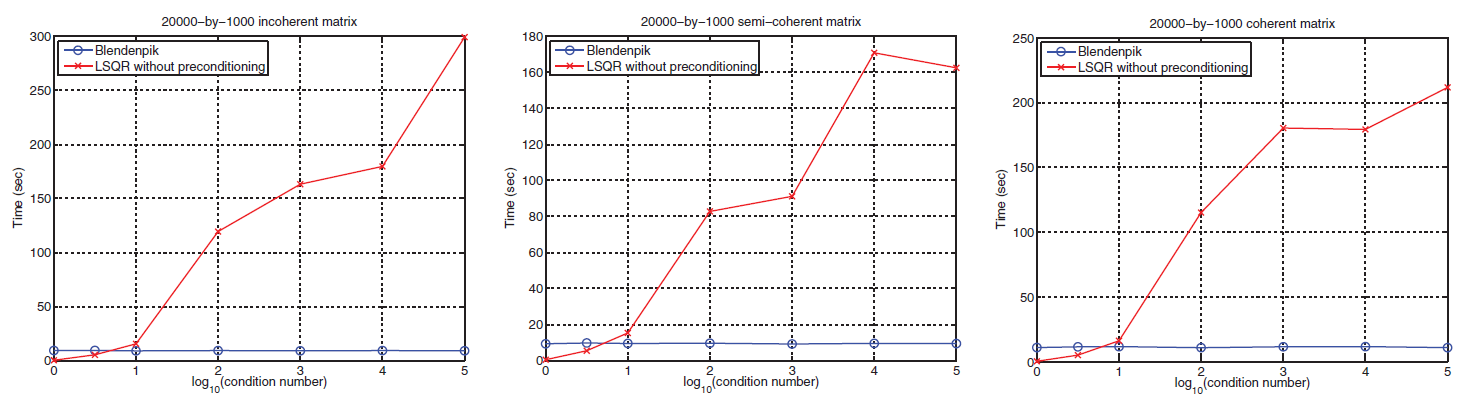 20000-by-1000 incoherent matrix
Blendenpik
LSQR without preconditioning
300
250
200
150
100
50
0
Time (sec)
0 1 2 3 4 5
log10(condition number)
20000-by-1000 semi-coherent matrix
Blendenpik
LSQR without preconditioning
180
160
140
120
100
80
60
40
20
0
Time (sec)
0 1 2 3 4 5
log10(condition number)
20000-by-1000 coherent matrix
Blendenpik
LSQR without preconditioning
250
200
150
100
50
0
Time (sec)
0 1 2 3 4 5
log10(condition number)